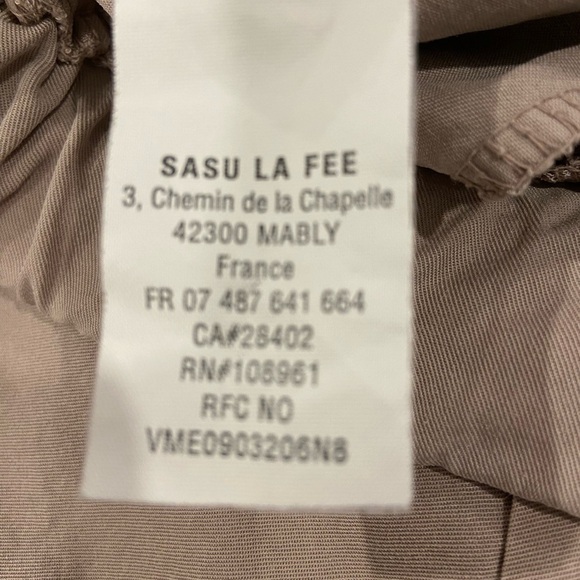 SASU LA FEE
3, Chemin de la Chapelle
42300 MABLY
France
FR 07 487 641 664
CA#28402
RN#108961
RFC NO
VME0903206N8